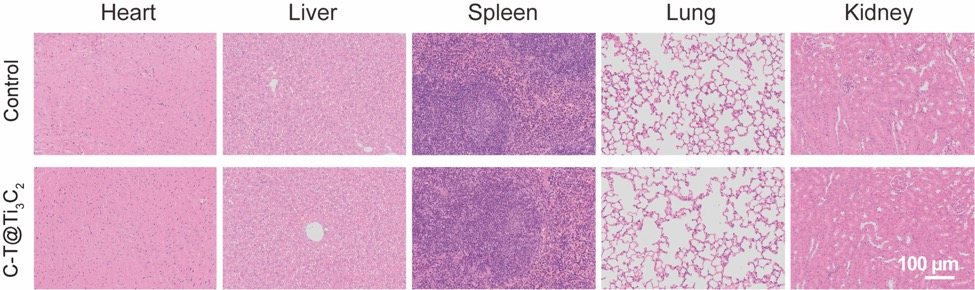 Heart Liver Spleen Lung Kidney
Control
C-T@Ti₃C₂
100 μm